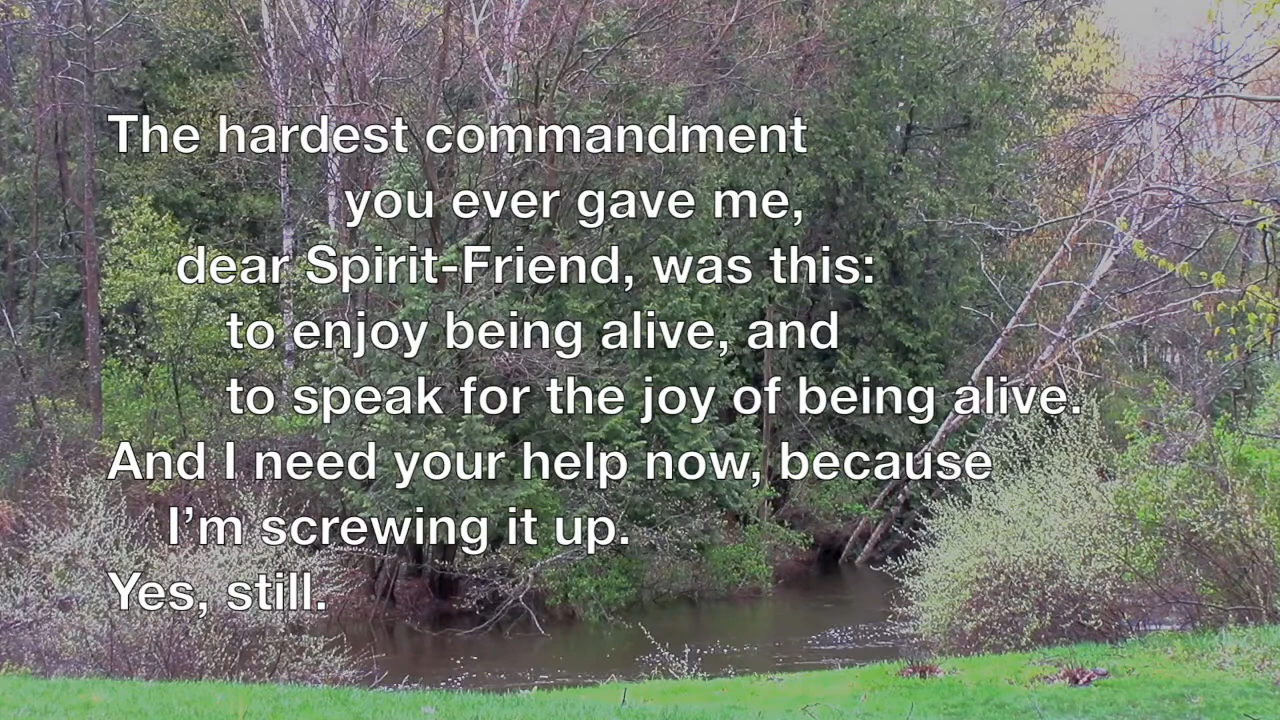 The hardest commandment
you ever gave me,
dear Spirit-Friend, was this:
to enjoy being alive, and
to speak for the joy of being alive.
And I need your help now, because
I’m screwing it up.
Yes, still.